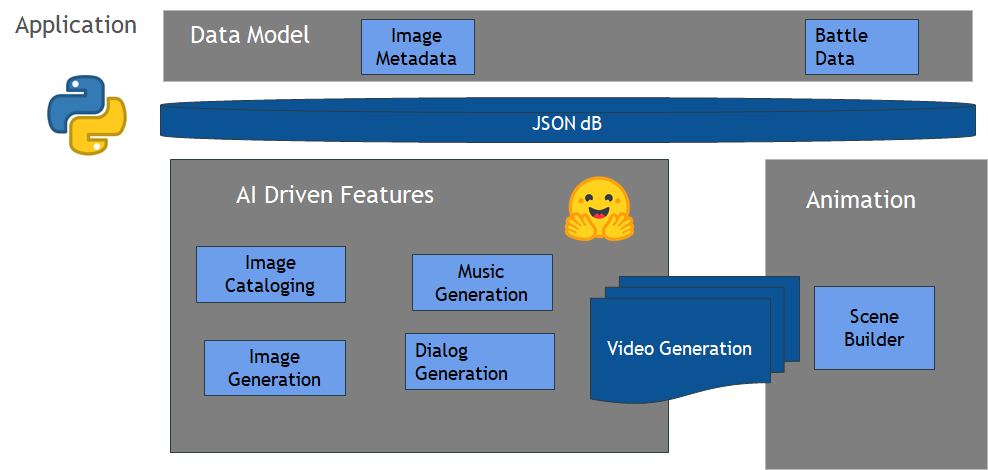 Application
Data Model
Image
Metadata
Battle
Data
JSON dB
AI Driven Features
Animation
Image
Cataloging
Music
Generation
Image
Generation
Dialog
Generation
Video Generation
Scene
Builder